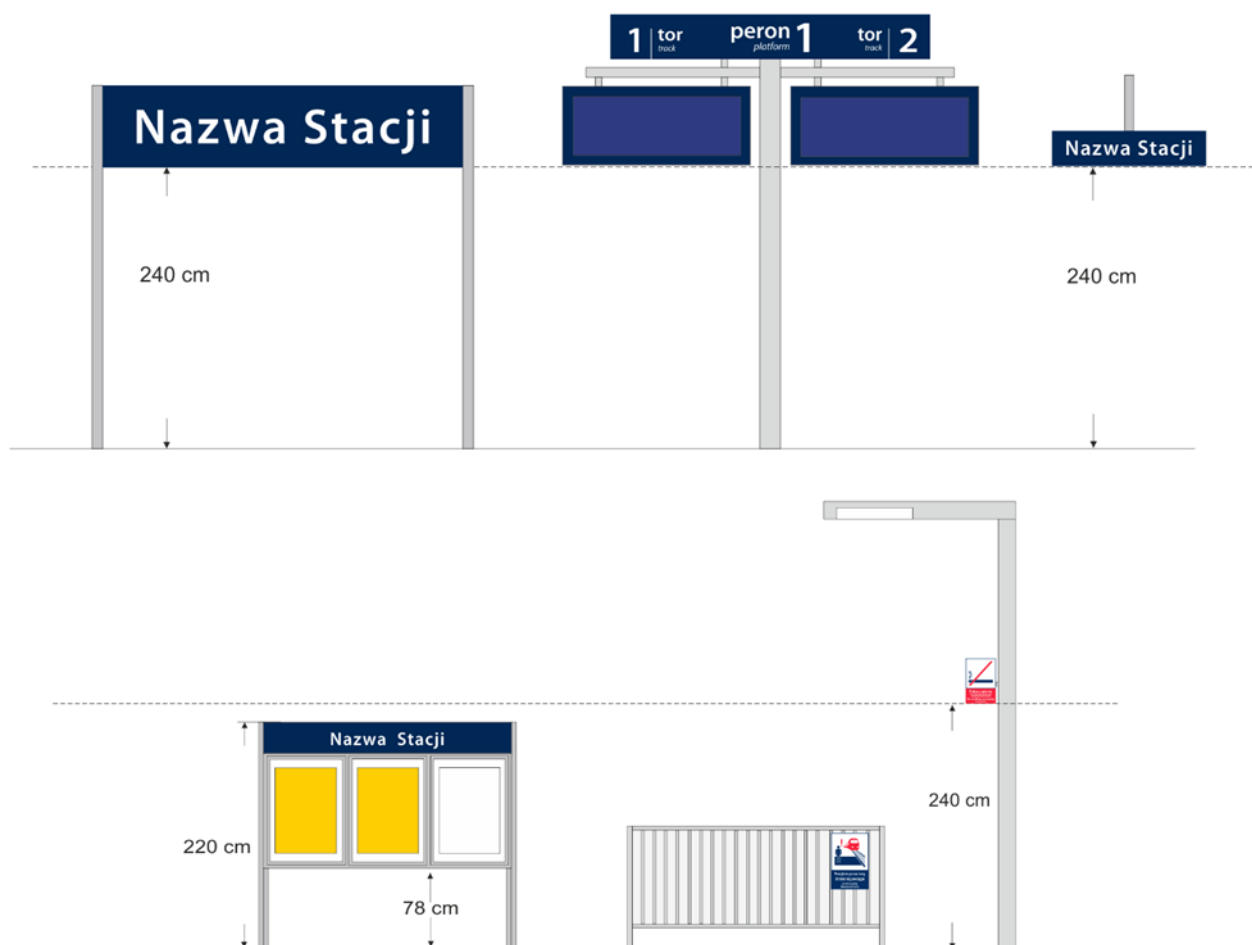 1 tor peron 1 tor 2
track platform track
Nazwa Stacji
Nazwa Stacji
240 cm
240 cm
Nazwa Stacji
220 cm
78 cm
240 cm